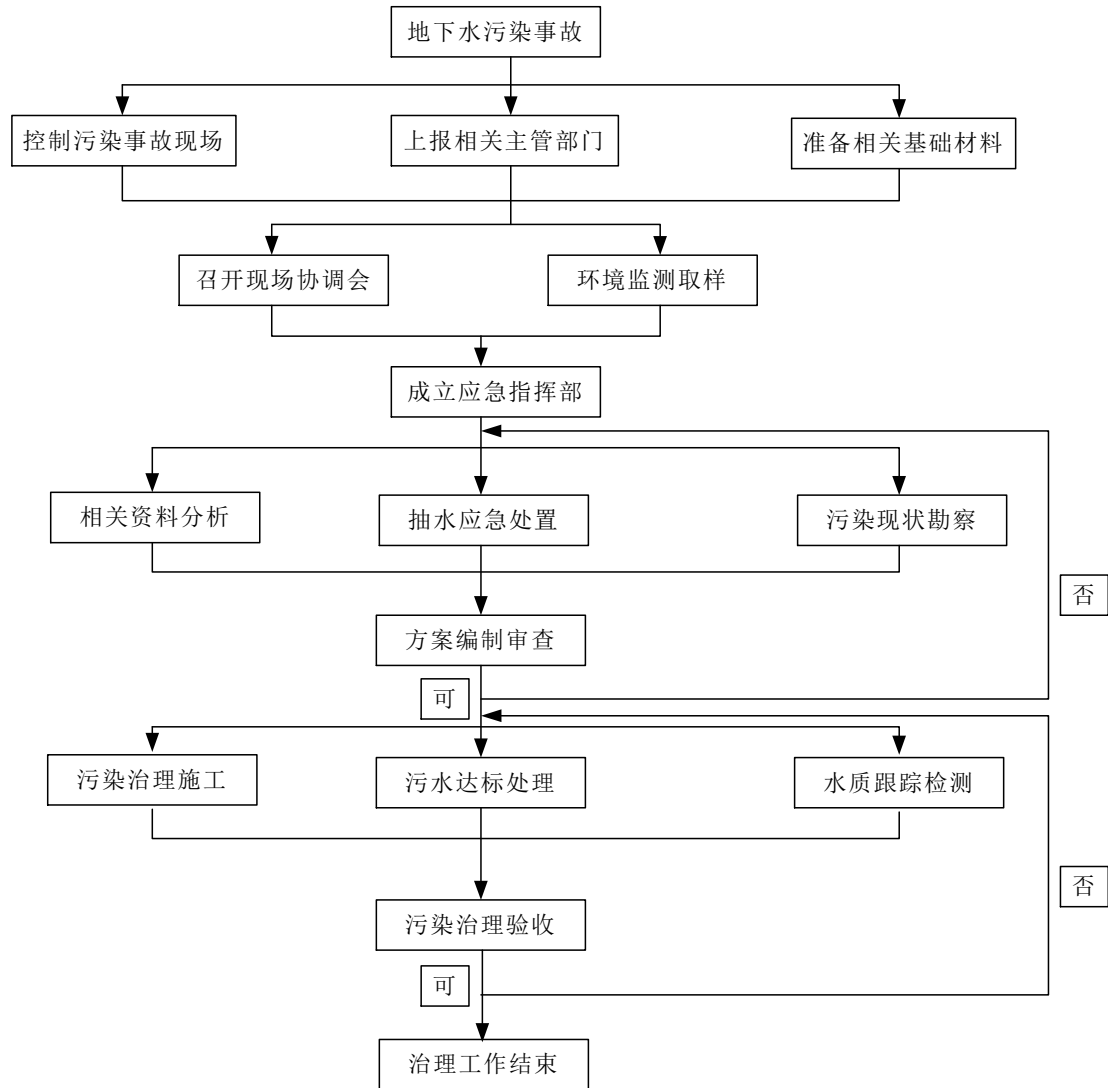 地下水污染事故
控制污染事故现场
上报相关主管部门
准备相关基础材料
召开现场协调会
环境监测取样
成立应急指挥部
相关资料分析
抽水应急处置
污染现状勘察
否
方案编制审查
可
污染治理施工
污水达标处理
水质跟踪检测
否
污染治理验收
可
治理工作结束